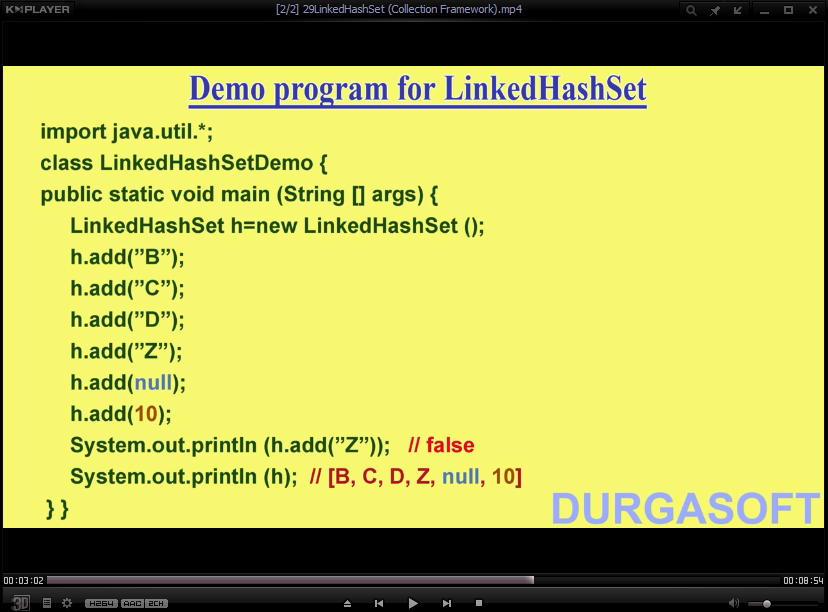 KMPLAYER
[2/2] 29LinkedHashSet (Collection Framework).mp4
Demo program for LinkedHashSet
import java.util.*;
class LinkedHashSetDemo {
public static void main (String [] args) {
LinkedHashSet h=new LinkedHashSet ();
h.add(”B”);
h.add(”C”);
h.add(”D”);
h.add(”Z”);
h.add(null);
h.add(10);
System.out.println (h.add(”Z”)); // false
System.out.println (h); // [B, C, D, Z, null, 10]
} }
DURGASOFT
00:03:02
00:08:54
3D
H264 AAC 2CH